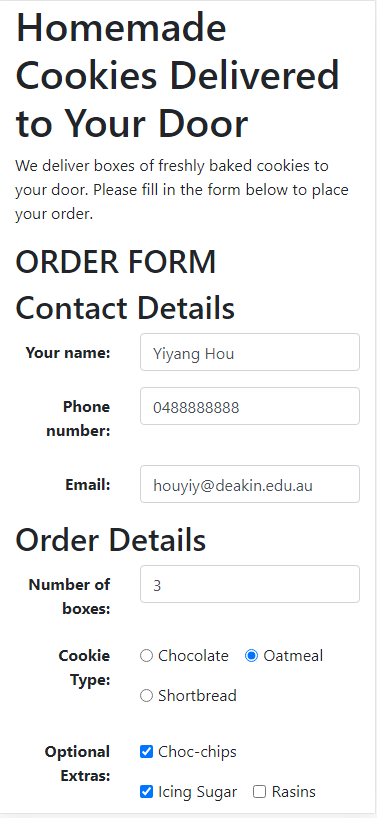 Homemade
Cookies Delivered
to Your Door
We deliver boxes of freshly baked cookies to
your door. Please fill in the form below to place
your order.
ORDER FORM
Contact Details
Your name: Yiyang Hou
Phone
number: 0488888888
Email: houyiy@deakin.edu.au
Order Details
Number of
boxes: 3
Cookie
Type: Chocolate Oatmeal
Shortbread
Optional
Extras: Choc-chips
Icing Sugar Rasins